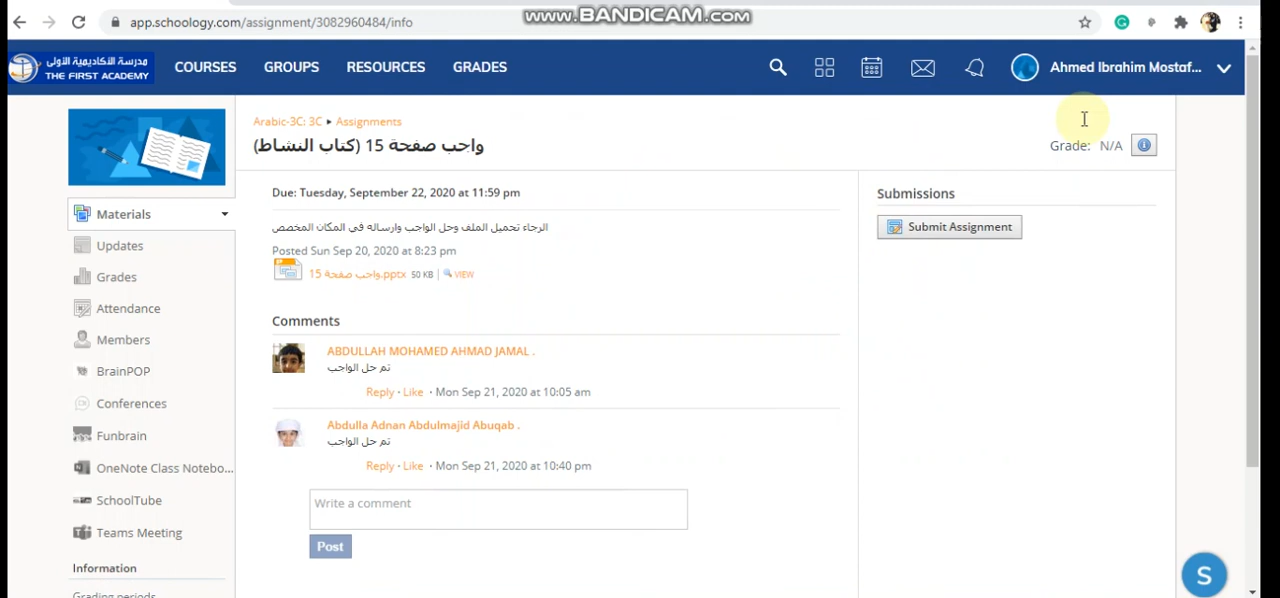 app.schoology.com/assignment/3082960484/info
www.BANDICAM.com
مدرسة الأكاديمية الأولى
THE FIRST ACADEMY
COURSES
GROUPS
RESOURCES
GRADES
Ahmed Ibrahim Mostaf...
Arabic-3C: 3C ▸ Assignments
واجب صفحة 15 (كتاب النشاط)
Grade: N/A
Materials
Updates
Grades
Attendance
Members
BrainPOP
Conferences
Funbrain
OneNote Class Notebo...
SchoolTube
Teams Meeting
Information
Grading periods
Due: Tuesday, September 22, 2020 at 11:59 pm
الرجاء تحميل الملف وحل الواجب وارساله في المكان المخصص
Posted Sun Sep 20, 2020 at 8:23 pm
واجب صفحة 15.pptx 50 KB | VIEW
Comments
ABDULLAH MOHAMED AHMAD JAMAL .
تم حل الواجب
Reply · Like · Mon Sep 21, 2020 at 10:05 am
Abdulla Adnan Abdulmajid Abuqab .
تم حل الواجب
Reply · Like · Mon Sep 21, 2020 at 10:40 pm
Write a comment
Post
Submissions
Submit Assignment
S